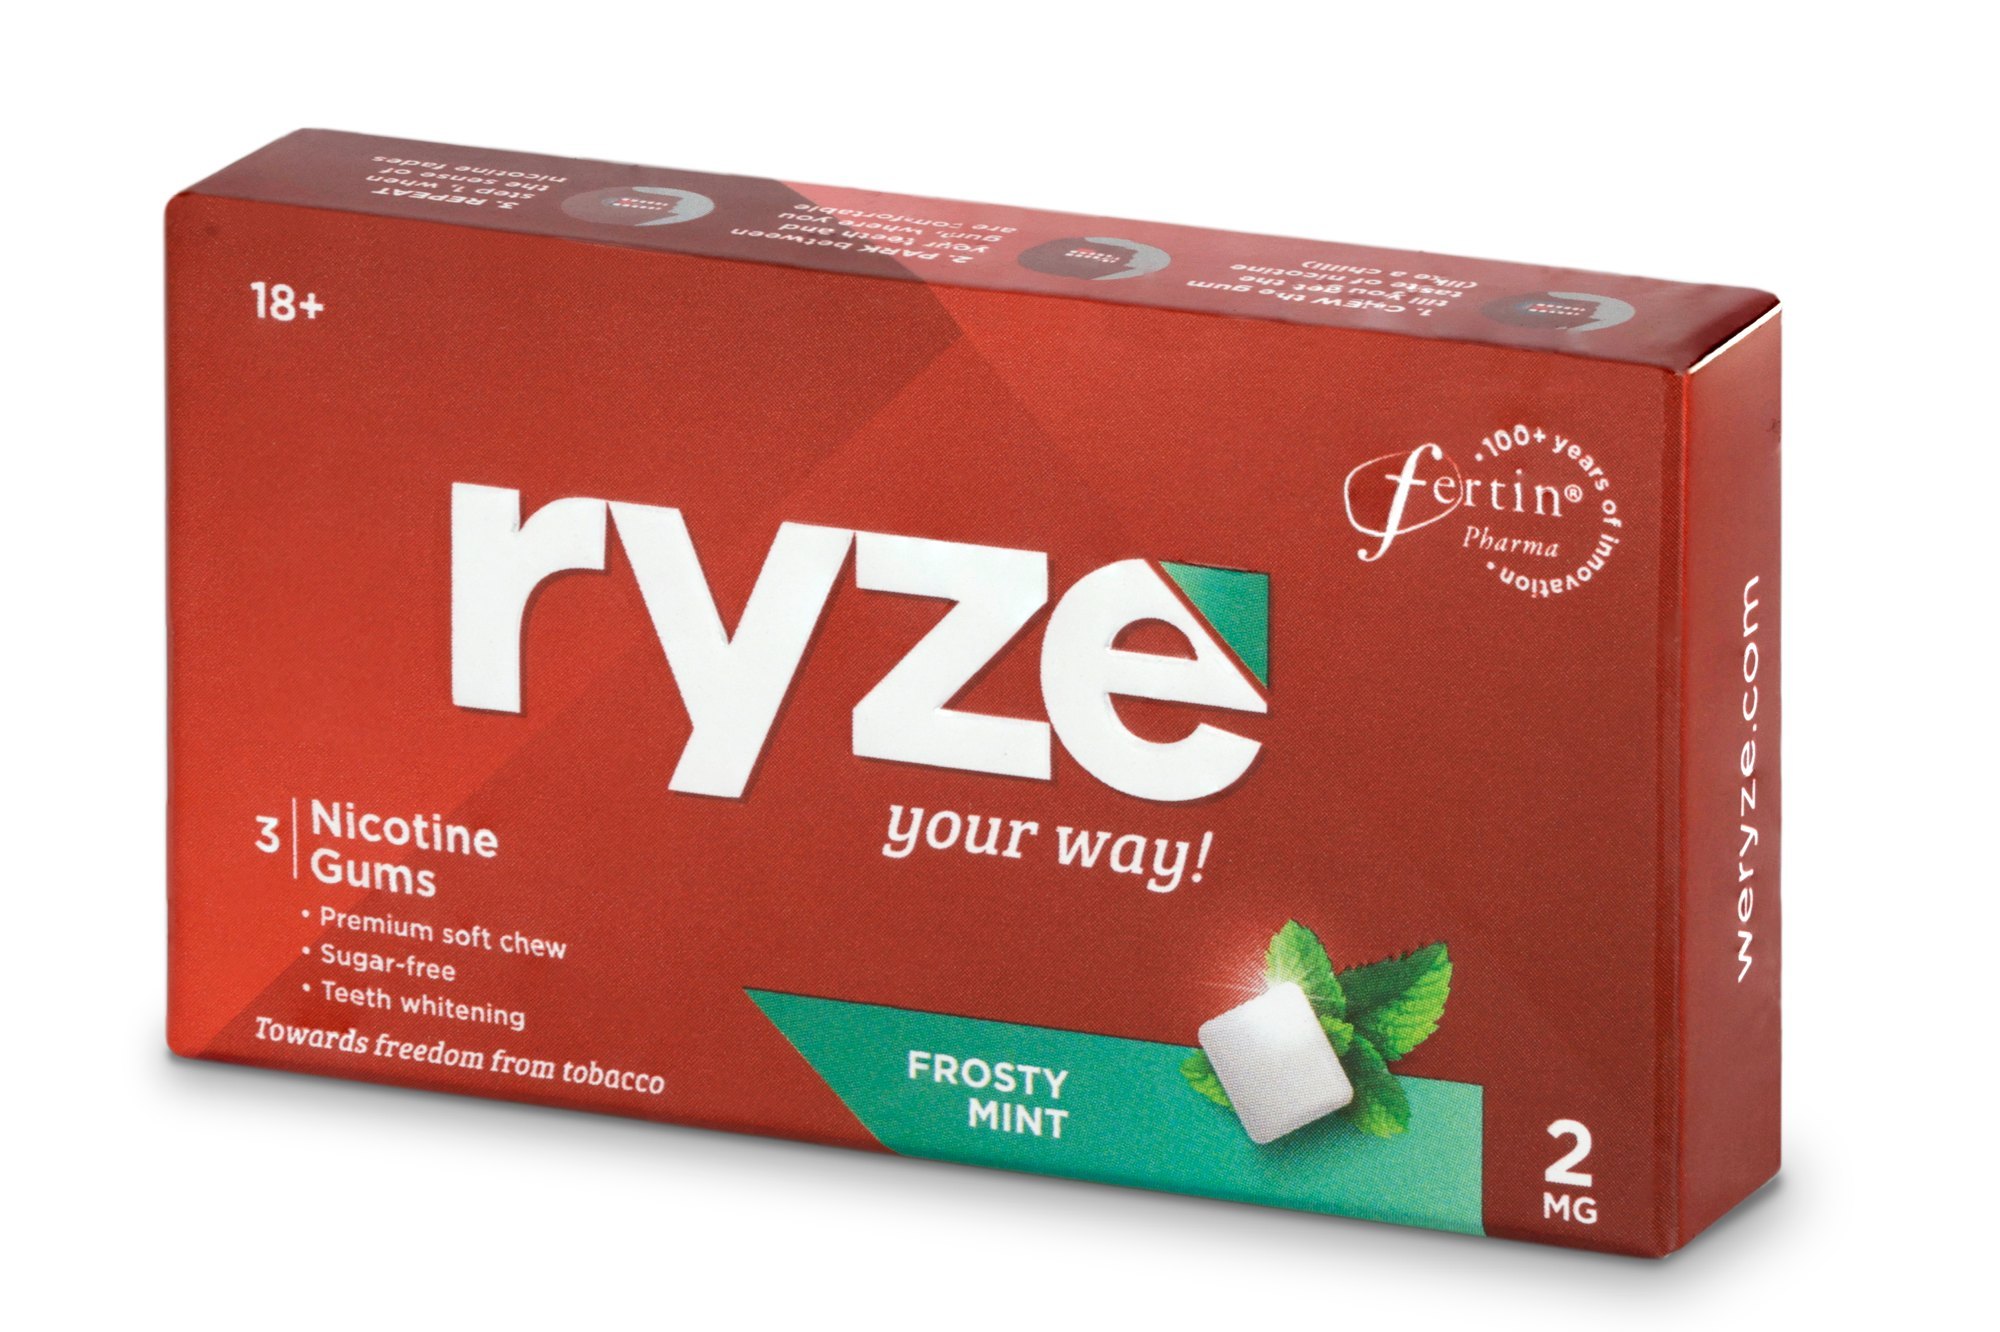 3. REPEAT
step 1, when
the sense of
nicotine fades
2. PARK between
your teeth and
gum, where you
are comfortable
1. CHEW the gum
till you get the
taste of nicotine
(like a chilli)
18+
fertin®
Pharma
• 100+ years of innovation •
ryze
your way!
3 | Nicotine
Gums
• Premium soft chew
• Sugar-free
• Teeth whitening
Towards freedom from tobacco
FROSTY
MINT
2
MG
weryze.com